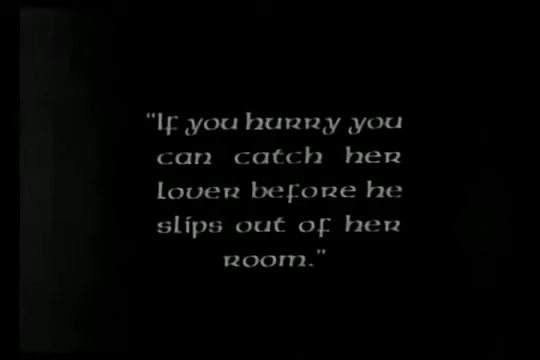 "If you hurry you
can catch her
lover before he
slips out of her
room."